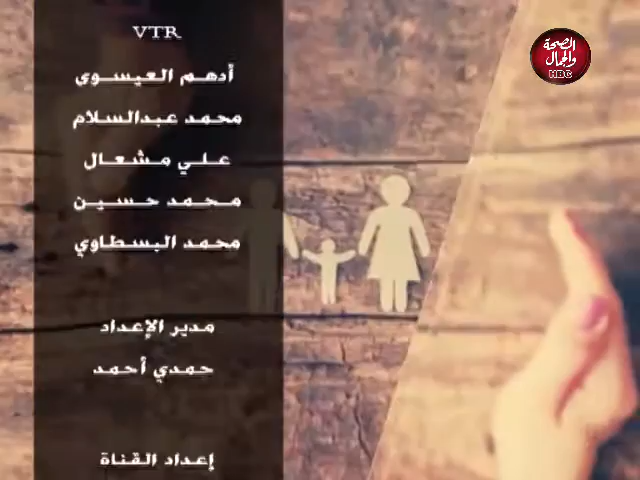 VTR
أدهم العيسوي
محمد عبدالسلام
علي مشعال
محمد حسين
محمد البسطاوي
مدير الإعداد
حمدي أحمد
إعداد القناة
الصحة
والجمال
HBC